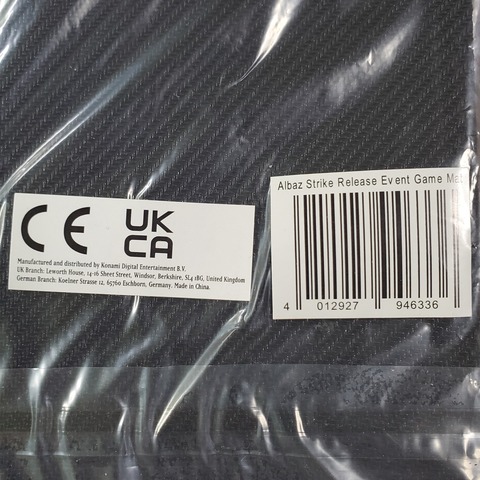 Albaz Strike Release Event Game Mat
CE UK
CA
Manufactured and distributed by Konami Digital Entertainment B.V.
UK Branch: Leworth House, 14-16 Sheet Street, Windsor, Berkshire, SL4 1BG, United Kingdom
German Branch: Koelner Strasse 12, 65760 Eschborn, Germany. Made in China.
4 012927 946336